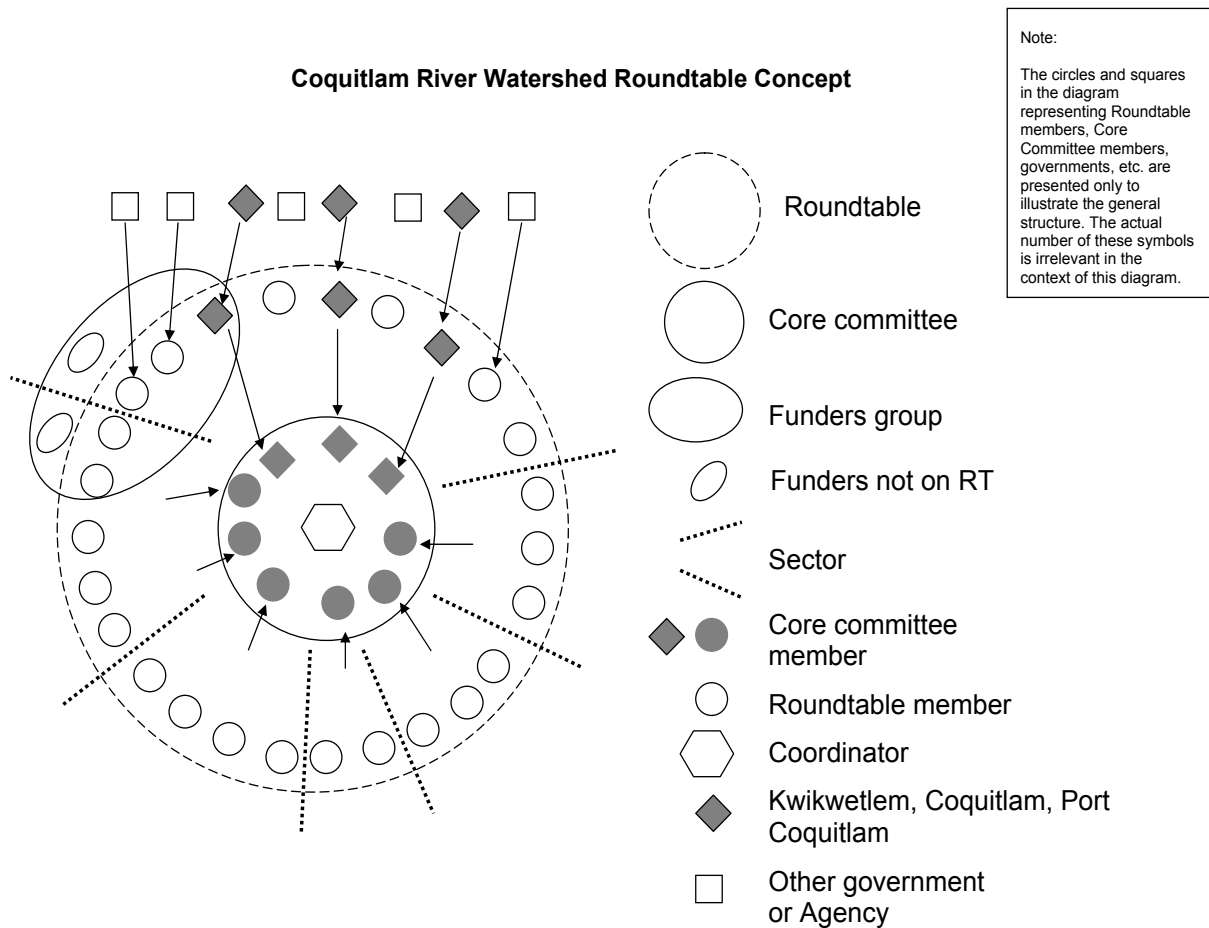 Coquitlam River Watershed Roundtable Concept
Note:
The circles and squares
in the diagram
representing Roundtable
members, Core
Committee members,
governments, etc. are
presented only to
illustrate the general
structure. The actual
number of these symbols
is irrelevant in the
context of this diagram.
Roundtable
Core committee
Funders group
Funders not on RT
Sector
Core committee
member
Roundtable member
Coordinator
Kwikwetlem, Coquitlam, Port
Coquitlam
Other government
or Agency